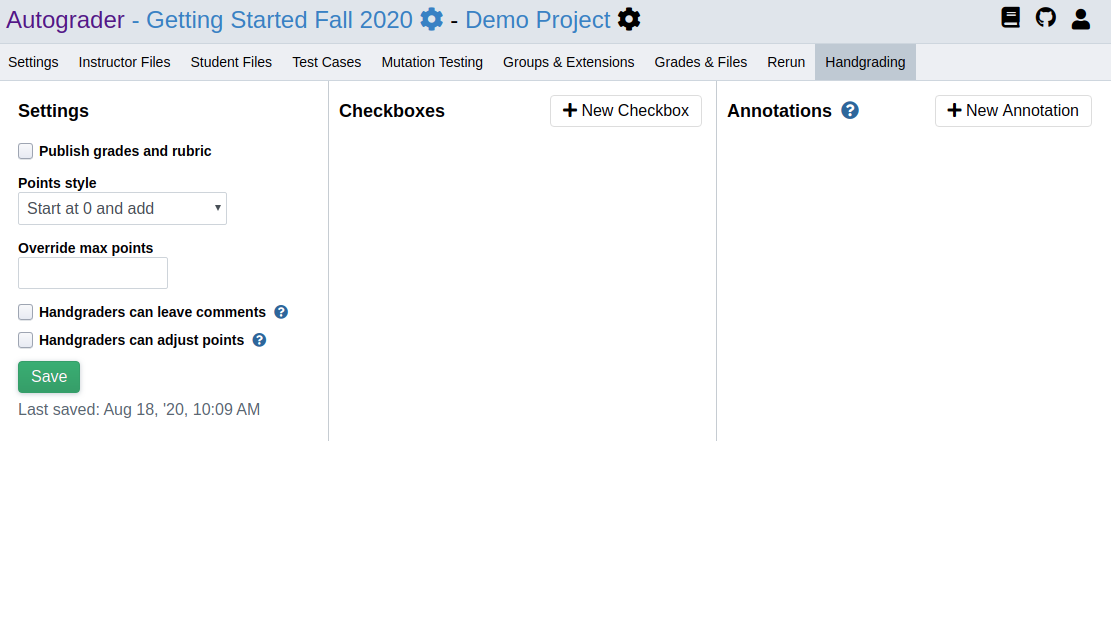 Autograder - Getting Started Fall 2020 - Demo Project
Settings Instructor Files Student Files Test Cases Mutation Testing Groups & Extensions Grades & Files Rerun Handgrading
Settings
Publish grades and rubric
Points style
Start at 0 and add
Override max points
Handgraders can leave comments ?
Handgraders can adjust points ?
Save
Last saved: Aug 18, '20, 10:09 AM
Checkboxes
+ New Checkbox
Annotations ?
+ New Annotation